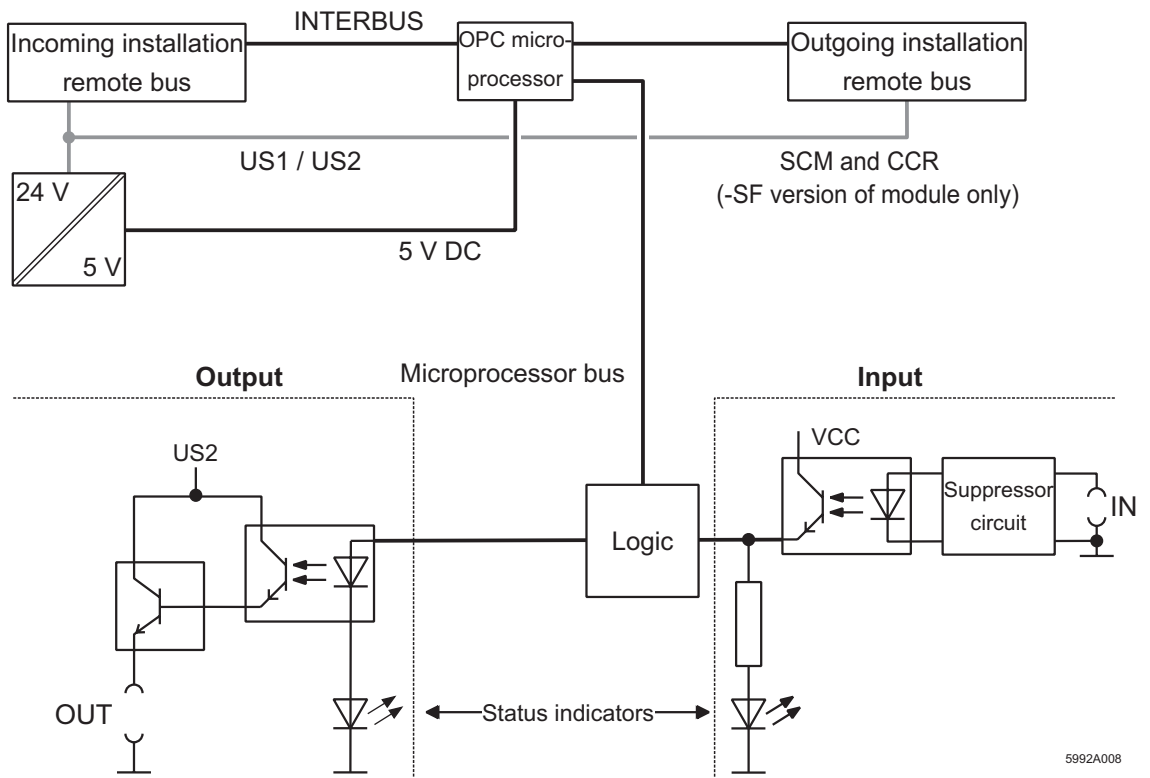 INTERBUS
Incoming installation
remote bus
OPC micro-
processor
Outgoing installation
remote bus
US1 / US2
SCM and CCR
(-SF version of module only)
24 V
5 V
5 V DC
Output
Microprocessor bus
Input
US2
VCC
Suppressor
circuit
IN
Logic
OUT
Status indicators
5992A008